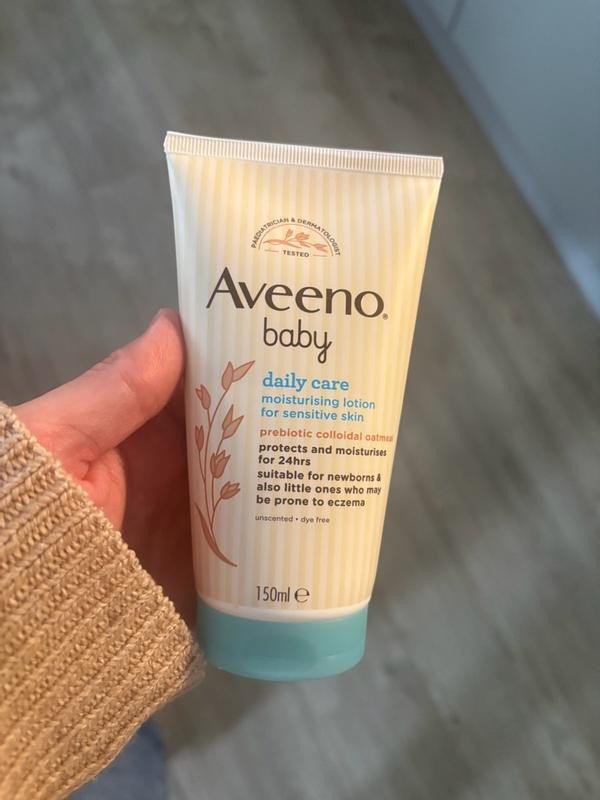 PAEDIATRICIAN & DERMATOLOGIST
TESTED
Aveeno®
baby
daily care
moisturising lotion
for sensitive skin
prebiotic colloidal oatmeal
protects and moisturises
for 24hrs
suitable for newborns &
also little ones who may
be prone to eczema
unscented • dye free
150ml ℮